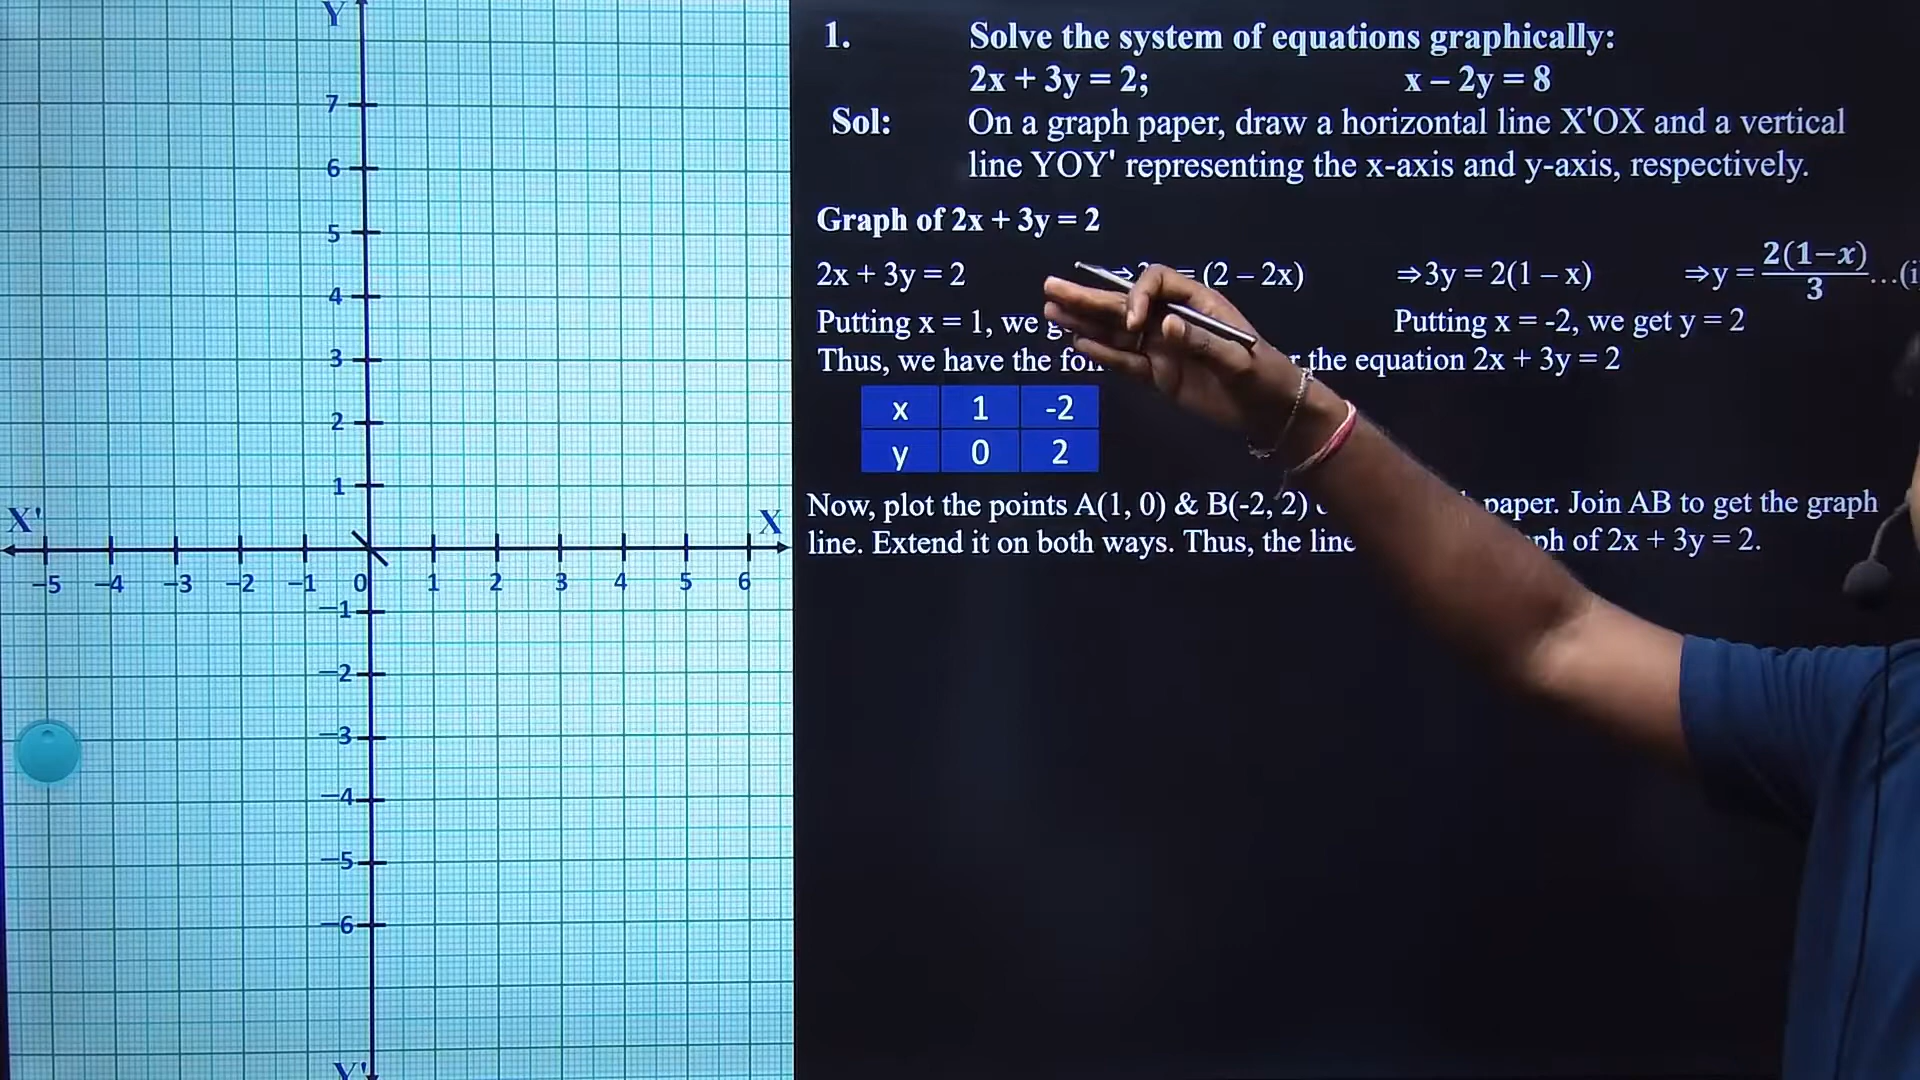 1. Solve the system of equations graphically:
2x + 3y = 2; x – 2y = 8
Sol: On a graph paper, draw a horizontal line X'OX and a vertical
line YOY' representing the x-axis and y-axis, respectively.
Graph of 2x + 3y = 2
2x + 3y = 2 ⇒ = (2 – 2x) ⇒3y = 2(1 – x) ⇒y = 2(1−x)/3 ...(i
Putting x = 1, we Putting x = -2, we get y = 2
Thus, we have the the equation 2x + 3y = 2
x 1 -2
y 0 2
Now, plot the points A(1, 0) & B(-2, 2) paper. Join AB to get the graph
line. Extend it on both ways. Thus, the line of 2x + 3y = 2.
Y
7
6
5
4
3
2
1
X' X
−5 −4 −3 −2 −1 0 1 2 3 4 5 6
−1
−2
−3
−4
−5
−6
Y'